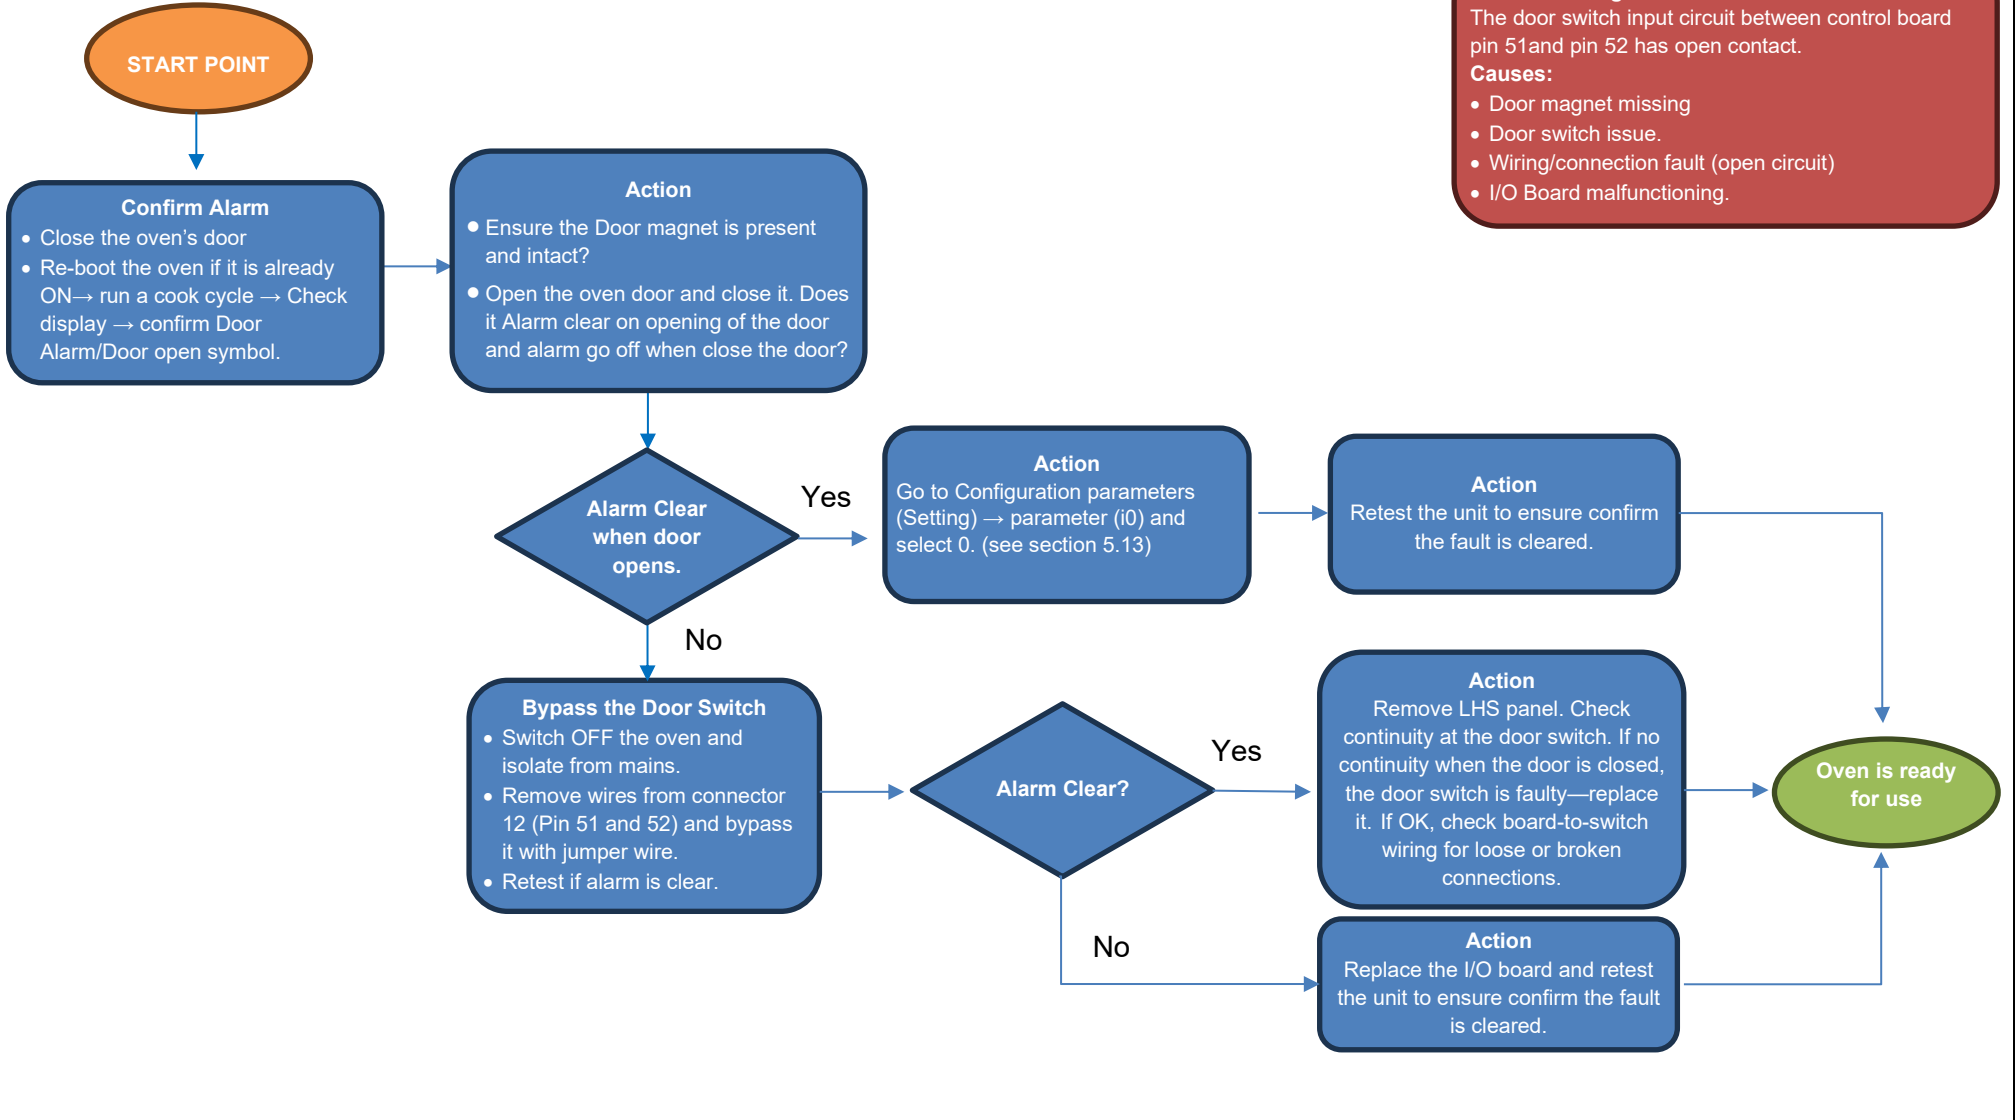 START POINT
The door switch input circuit between control board
pin 51and pin 52 has open contact.
Causes:
• Door magnet missing
• Door switch issue.
• Wiring/connection fault (open circuit)
• I/O Board malfunctioning.
Confirm Alarm
• Close the oven’s door
• Re-boot the oven if it is already
ON→ run a cook cycle → Check
display → confirm Door
Alarm/Door open symbol.
Action
• Ensure the Door magnet is present
and intact?
• Open the oven door and close it. Does
it Alarm clear on opening of the door
and alarm go off when close the door?
Alarm Clear
when door
opens.
Yes
Action
Go to Configuration parameters
(Setting) → parameter (i0) and
select 0. (see section 5.13)
Action
Retest the unit to ensure confirm
the fault is cleared.
No
Bypass the Door Switch
• Switch OFF the oven and
isolate from mains.
• Remove wires from connector
12 (Pin 51 and 52) and bypass
it with jumper wire.
• Retest if alarm is clear.
Alarm Clear?
Yes
Action
Remove LHS panel. Check
continuity at the door switch. If no
continuity when the door is closed,
the door switch is faulty—replace
it. If OK, check board-to-switch
wiring for loose or broken
connections.
Oven is ready
for use
No
Action
Replace the I/O board and retest
the unit to ensure confirm the fault
is cleared.